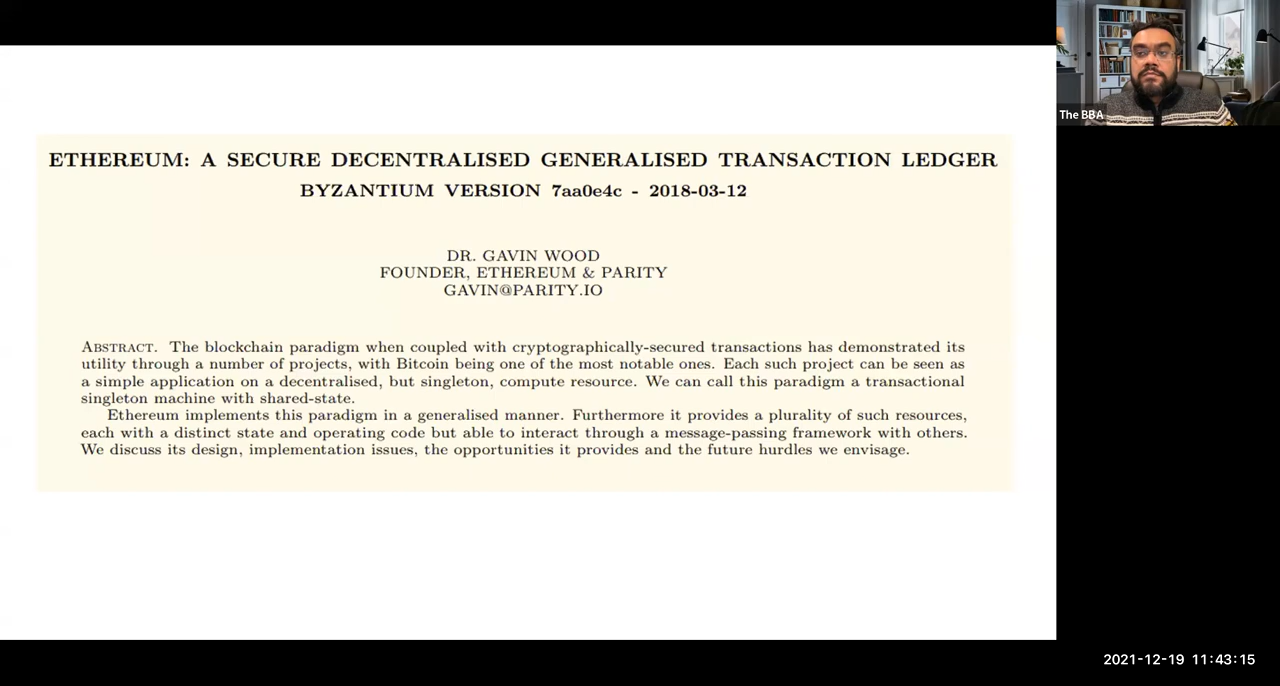 ETHEREUM: A SECURE DECENTRALISED GENERALISED TRANSACTION LEDGER
BYZANTIUM VERSION 7aa0e4c - 2018-03-12
DR. GAVIN WOOD
FOUNDER, ETHEREUM & PARITY
GAVIN@PARITY.IO
ABSTRACT. The blockchain paradigm when coupled with cryptographically-secured transactions has demonstrated its
utility through a number of projects, with Bitcoin being one of the most notable ones. Each such project can be seen as
a simple application on a decentralised, but singleton, compute resource. We can call this paradigm a transactional
singleton machine with shared-state.
Ethereum implements this paradigm in a generalised manner. Furthermore it provides a plurality of such resources,
each with a distinct state and operating code but able to interact through a message-passing framework with others.
We discuss its design, implementation issues, the opportunities it provides and the future hurdles we envisage.
The BBA
2021-12-19 11:43:15